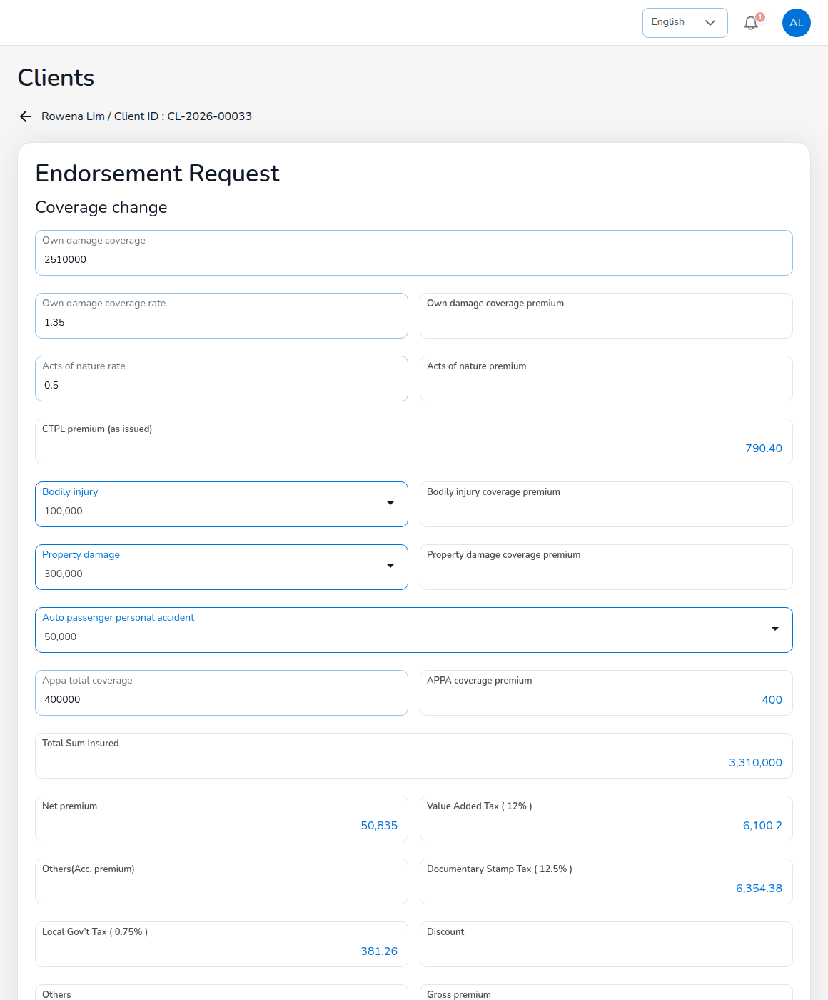 English
1
AL
Clients
Rowena Lim / Client ID : CL-2026-00033
Endorsement Request
Coverage change
Own damage coverage
2510000
Own damage coverage rate
1.35
Own damage coverage premium
Acts of nature rate
0.5
Acts of nature premium
CTPL premium (as issued)
790.40
Bodily injury
100,000
Bodily injury coverage premium
Property damage
300,000
Property damage coverage premium
Auto passenger personal accident
50,000
Appa total coverage
400000
APPA coverage premium
400
Total Sum Insured
3,310,000
Net premium
50,835
Value Added Tax ( 12% )
6,100.2
Others(Acc. premium)
Documentary Stamp Tax ( 12.5% )
6,354.38
Local Gov't Tax ( 0.75% )
381.26
Discount
Others
Gross premium